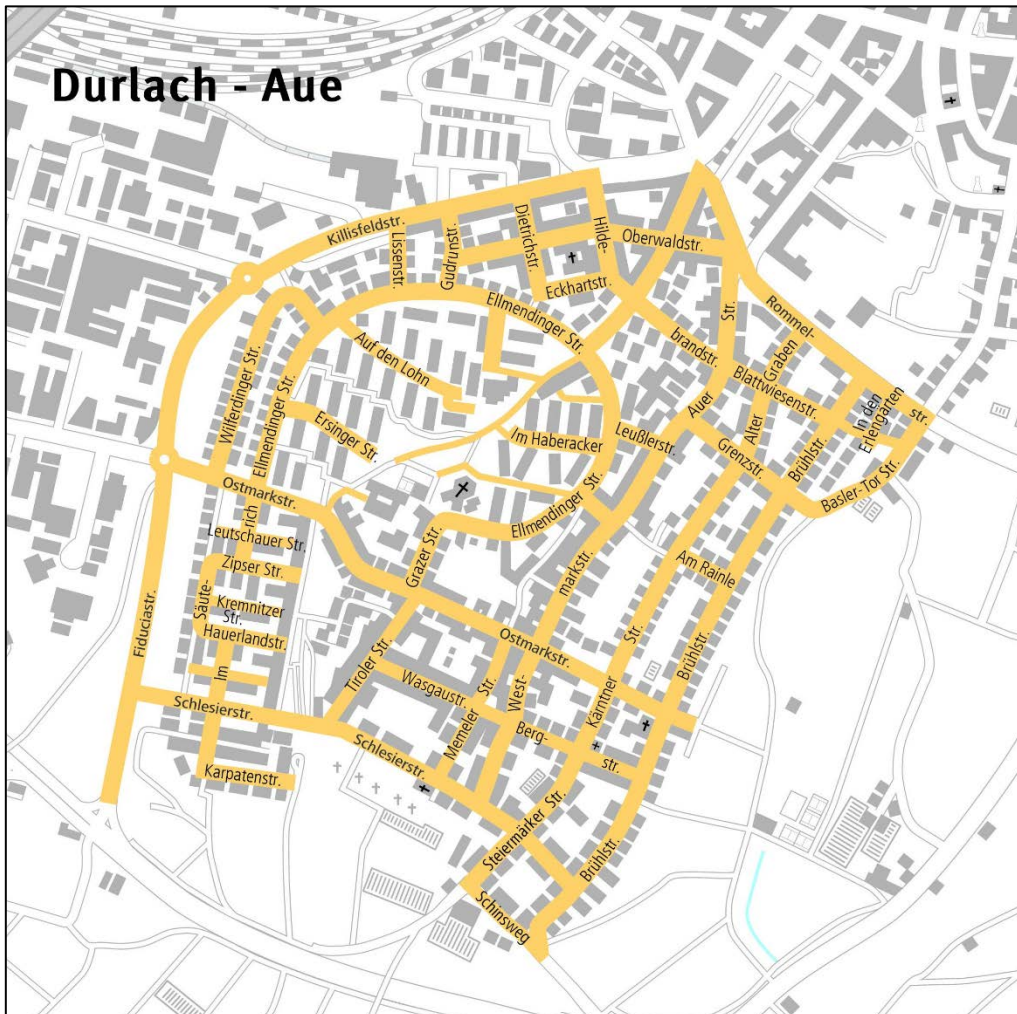 Durlach - Aue
Killisfeldstr.
Lissenstr.
Gudrunstr.
Dietrichstr.
Hilde-
brandstr.
Oberwaldstr.
Eckhartstr.
Ellmendinger Str.
Rommel-
str.
Auer
Str.
Graben
Alter
Blattwiesenstr.
In den
Erlengärten
Wilferdinger Str.
Ellmendinger Str.
Auf den Lohn
Ersinger Str.
Im Haberacker
Leußlerstr.
Grenzstr.
Brühlstr.
Basler-Tor Str.
Ostmarkstr.
Ellmendinger Str.
Grazer Str.
markstr.
West-
Am Rainle
Leutschauer Str.
Zipser Str.
Kremnitzer
Str.
Hauerlandstr.
Säute-
rich
Im
Fiduciastr.
Tiroler Str.
Ostmarkstr.
Brühlstr.
Wasgaustr.
Memeler
Str.
Kärntner
Str.
Berg-
str.
Schlesierstr.
Schlesierstr.
Karpatenstr.
Steiermärker Str.
Brühlstr.
Schinsweg